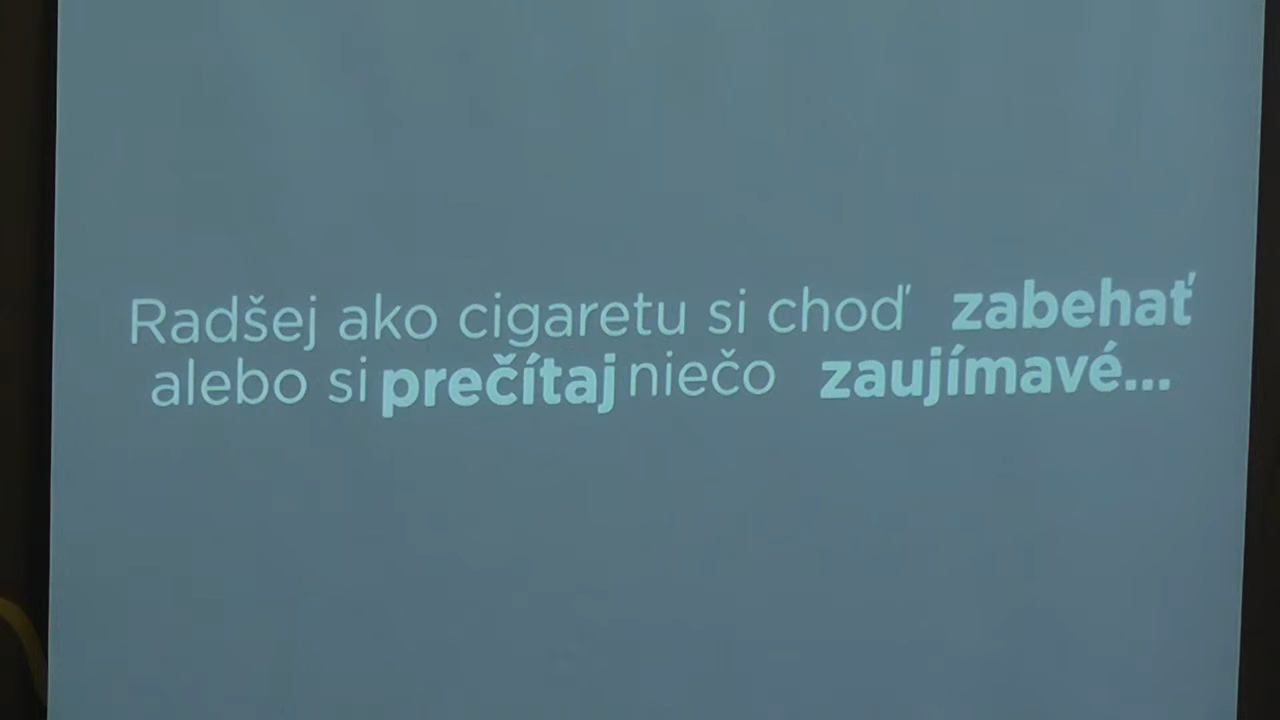 Radšej ako cigaretu si choď zabehať
alebo si prečítaj niečo zaujímavé...